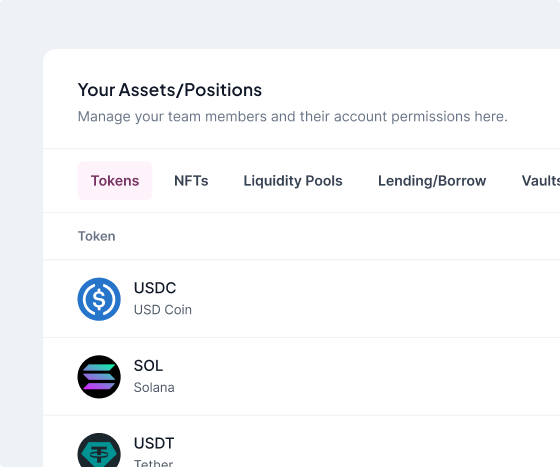 Your Assets/Positions
Manage your team members and their account permissions here.
Tokens NFTs Liquidity Pools Lending/Borrow Vaults
Token
USDC
USD Coin
SOL
Solana
USDT
Tether